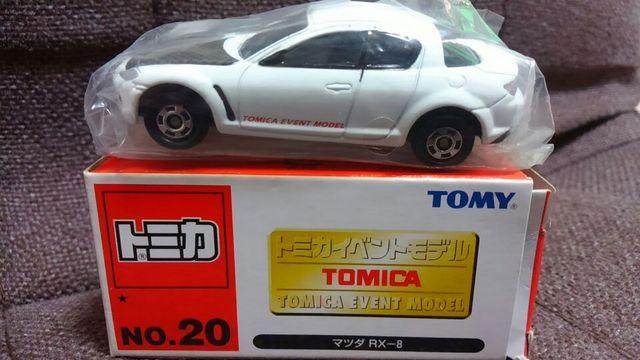 TOMICA EVENT MODEL
TOMY®
トミカ®
トミカイベントモデル
TOMICA
TOMICA EVENT MODEL
★
NO.20
マツダ RX-8